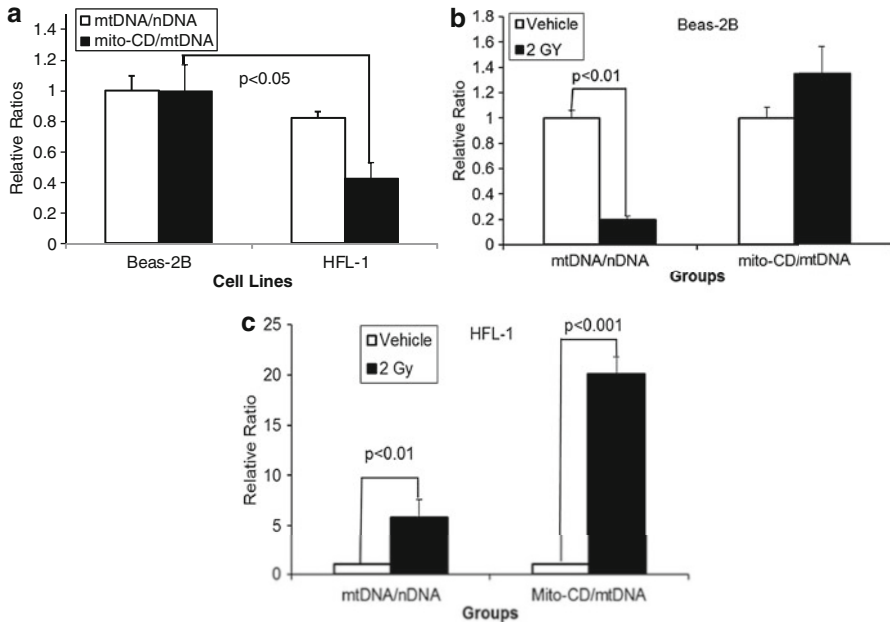 a
mtDNA/nDNA
mito-CD/mtDNA
p<0.05
1.4
1.2
1
0.8
0.6
0.4
0.2
0
Relative Ratios
Beas-2B HFL-1
Cell Lines
b
Vehicle
2 GY
Beas-2B
p<0.01
1.8
1.6
1.4
1.2
1.0
0.8
0.6
0.4
0.2
0
Relative Ratio
mtDNA/nDNA mito-CD/mtDNA
Groups
c
Vehicle
2 Gy
HFL-1
p<0.001
p<0.01
25
20
15
10
5
0
Relative Ratio
mtDNA/nDNA Mito-CD/mtDNA
Groups